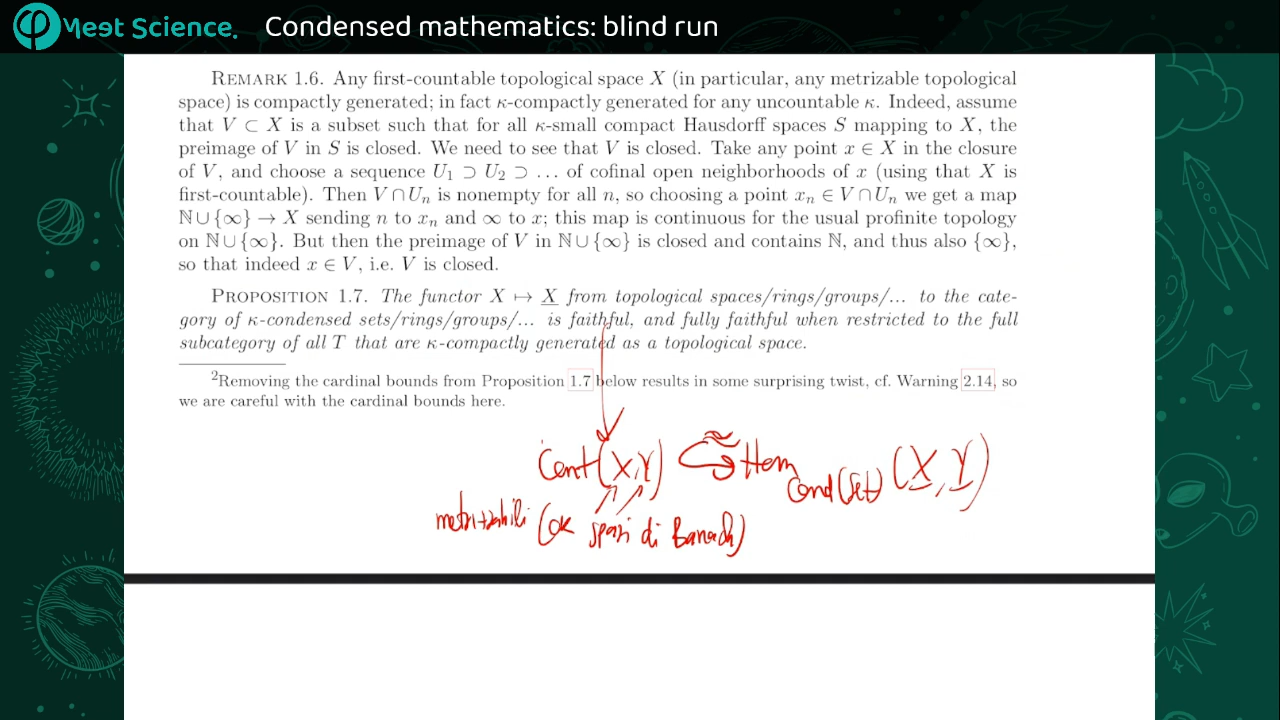 Meet Science.
Condensed mathematics: blind run
REMARK 1.6. Any first-countable topological space X (in particular, any metrizable topological
space) is compactly generated; in fact κ-compactly generated for any uncountable κ. Indeed, assume
that V ⊂ X is a subset such that for all κ-small compact Hausdorff spaces S mapping to X, the
preimage of V in S is closed. We need to see that V is closed. Take any point x ∈ X in the closure
of V, and choose a sequence U₁ ⊃ U₂ ⊃ … of cofinal open neighborhoods of x (using that X is
first-countable). Then V ∩ Uₙ is nonempty for all n, so choosing a point xₙ ∈ V ∩ Uₙ we get a map
ℕ ∪ {∞} → X sending n to xₙ and ∞ to x; this map is continuous for the usual profinite topology
on ℕ ∪ {∞}. But then the preimage of V in ℕ ∪ {∞} is closed and contains ℕ, and thus also {∞},
so that indeed x ∈ V, i.e. V is closed.
PROPOSITION 1.7. The functor X ↦ X from topological spaces/rings/groups/… to the cate-
gory of κ-condensed sets/rings/groups/… is faithful, and fully faithful when restricted to the full
subcategory of all T that are κ-compactly generated as a topological space.
²Removing the cardinal bounds from Proposition 1.7 below results in some surprising twist, cf. Warning 2.14, so
we are careful with the cardinal bounds here.
Cont(X,Y) ≃ Hom Cond(Set) (X, Y)
metrizzabili (ok spazi di Banach)